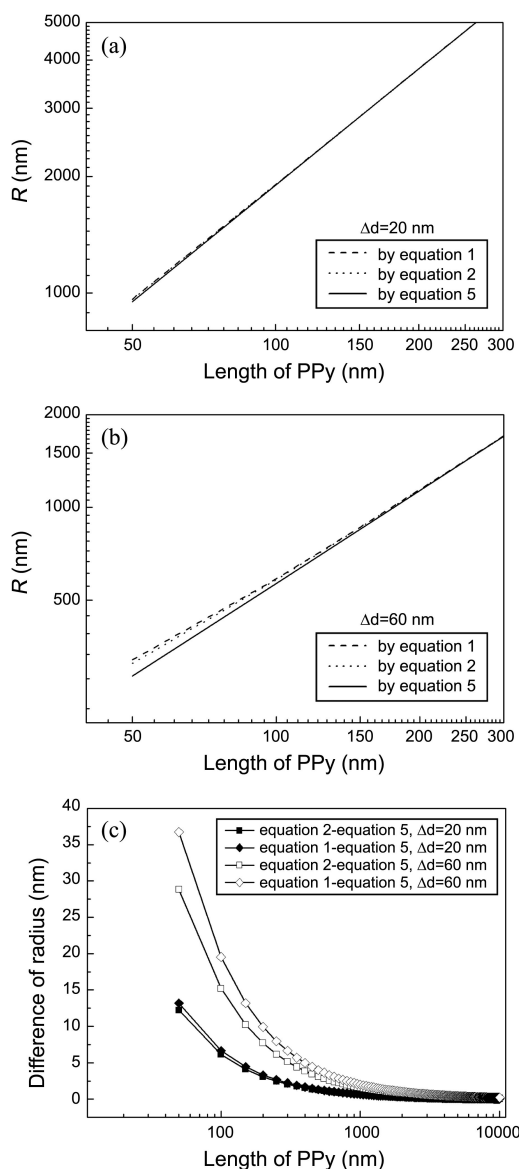 (a)
5000
4000
3000
2000
1000
R (nm)
Δd=20 nm
by equation 1
by equation 2
by equation 5
50 100 150 200 250 300
Length of PPy (nm)
(b)
2000
1500
1000
500
R (nm)
Δd=60 nm
by equation 1
by equation 2
by equation 5
50 100 150 200 250 300
Length of PPy (nm)
(c)
40
35
30
25
20
15
10
5
0
Difference of radius (nm)
equation 2-equation 5, Δd=20 nm
equation 1-equation 5, Δd=20 nm
equation 2-equation 5, Δd=60 nm
equation 1-equation 5, Δd=60 nm
100 1000 10000
Length of PPy (nm)